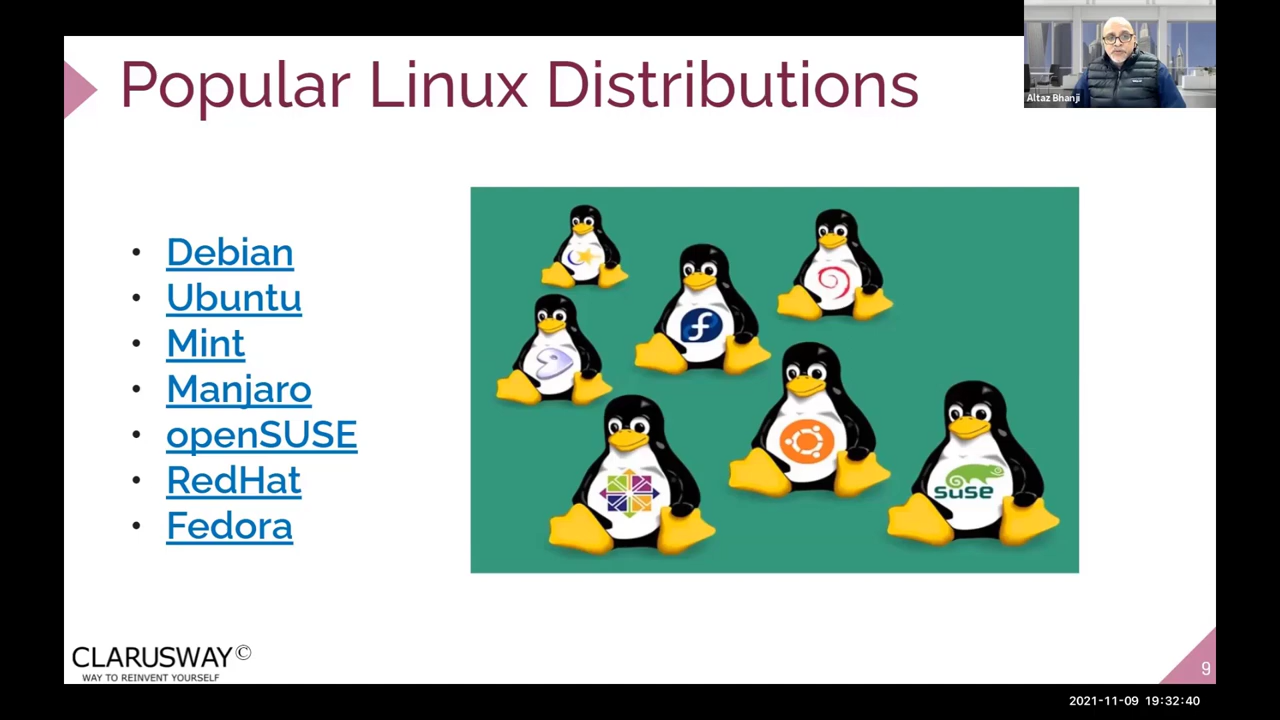 Popular Linux Distributions
Altaz Bhanji
• Debian
• Ubuntu
• Mint
• Manjaro
• openSUSE
• RedHat
• Fedora
suse
CLARUSWAY©
WAY TO REINVENT YOURSELF
9
2021-11-09 19:32:40